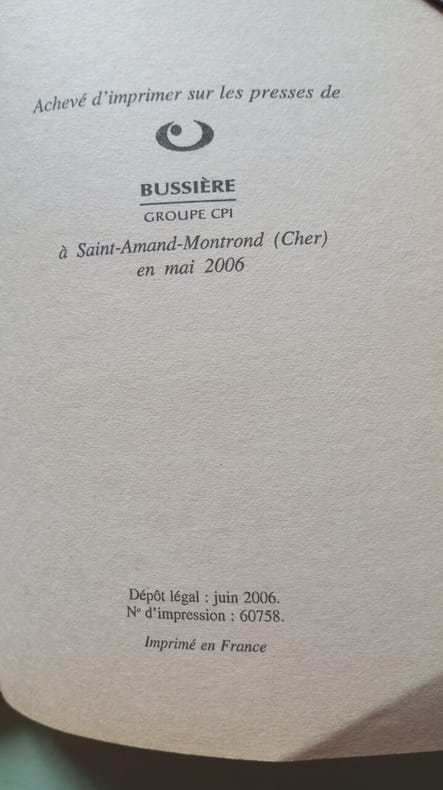 Achevé d'imprimer sur les presses de
BUSSIÈRE
GROUPE CPI
à Saint-Amand-Montrond (Cher)
en mai 2006
Dépôt légal : juin 2006.
N° d'impression : 60758.
Imprimé en France